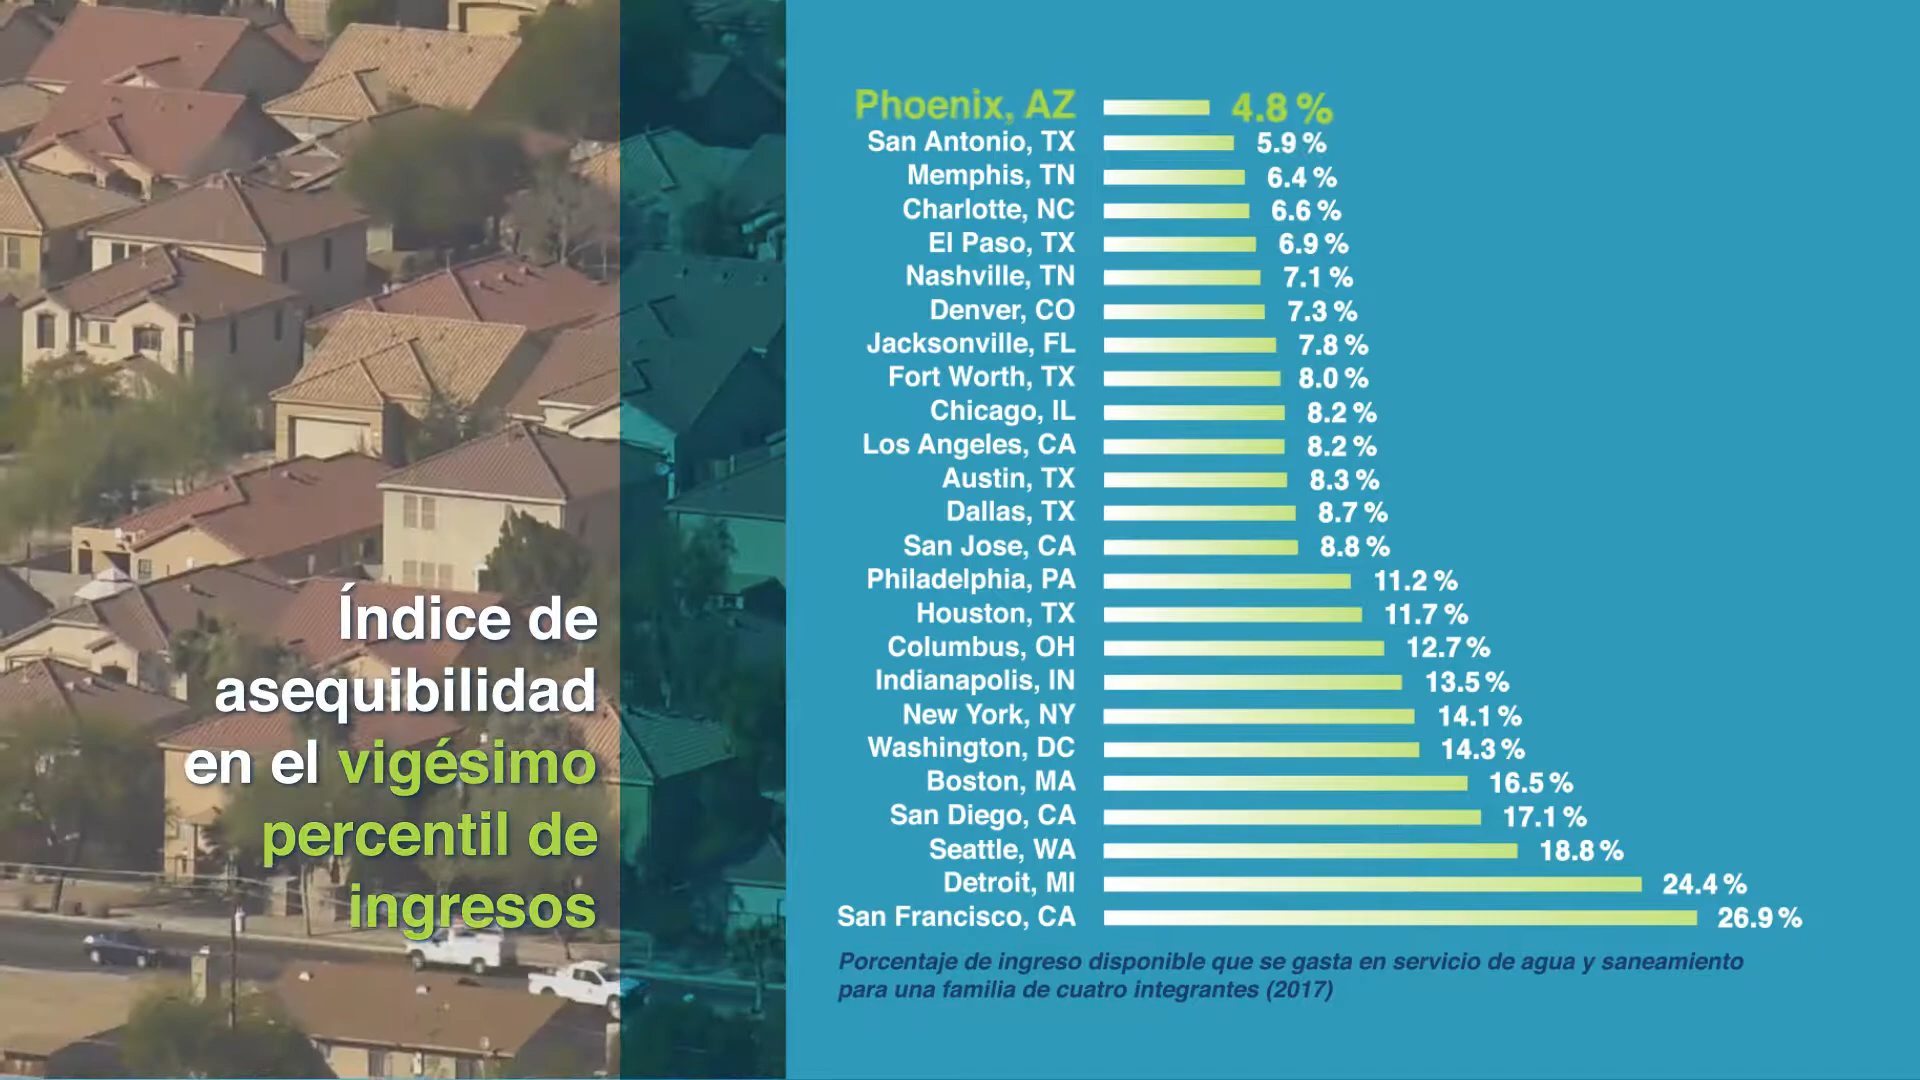 Índice de
asequibilidad
en el vigésimo
percentil de
ingresos
Phoenix, AZ 4.8 %
San Antonio, TX 5.9 %
Memphis, TN 6.4 %
Charlotte, NC 6.6 %
El Paso, TX 6.9 %
Nashville, TN 7.1 %
Denver, CO 7.3 %
Jacksonville, FL 7.8 %
Fort Worth, TX 8.0 %
Chicago, IL 8.2 %
Los Angeles, CA 8.2 %
Austin, TX 8.3 %
Dallas, TX 8.7 %
San Jose, CA 8.8 %
Philadelphia, PA 11.2 %
Houston, TX 11.7 %
Columbus, OH 12.7 %
Indianapolis, IN 13.5 %
New York, NY 14.1 %
Washington, DC 14.3 %
Boston, MA 16.5 %
San Diego, CA 17.1 %
Seattle, WA 18.8 %
Detroit, MI 24.4 %
San Francisco, CA 26.9 %
Porcentaje de ingreso disponible que se gasta en servicio de agua y saneamiento
para una familia de cuatro integrantes (2017)